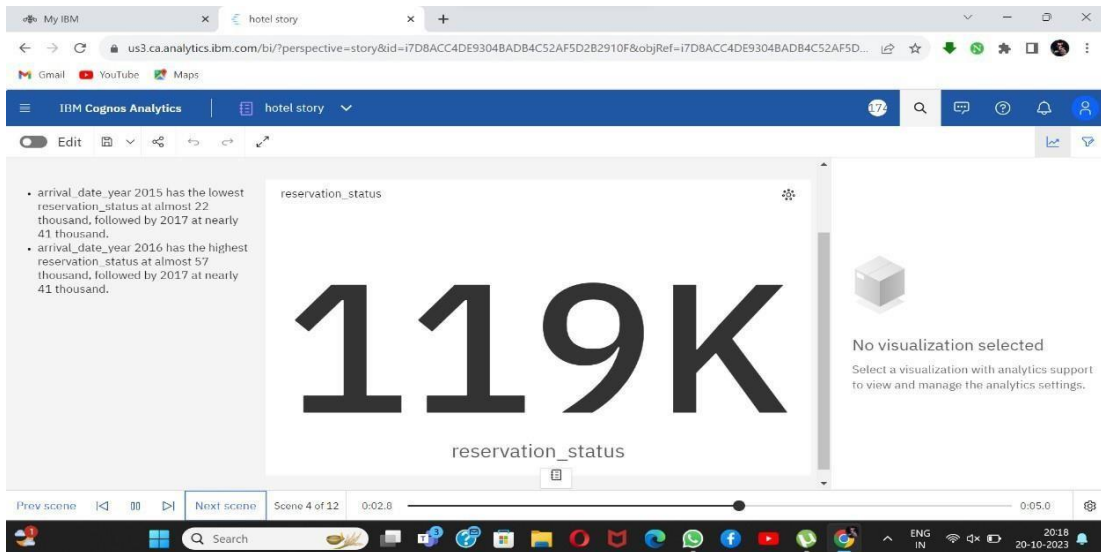 My IBM
hotel story
us3.ca.analytics.ibm.com/bi/?perspective=story&id=i7D8ACC4DE9304BADB4C52AF5D2B2910F&objRef=i7D8ACC4DE9304BADB4C52AF5D...
Gmail YouTube Maps
IBM Cognos Analytics hotel story 174
Edit
• arrival_date_year 2015 has the lowest
reservation_status at almost 22
thousand, followed by 2017 at nearly
41 thousand.
• arrival_date_year 2016 has the highest
reservation_status at almost 57
thousand, followed by 2017 at nearly
41 thousand.
reservation_status
119K
reservation_status
No visualization selected
Select a visualization with analytics support
to view and manage the analytics settings.
Prev scene Next scene Scene 4 of 12 0:02.8 0:05.0
Search
ENG
IN
20:18
20-10-2023